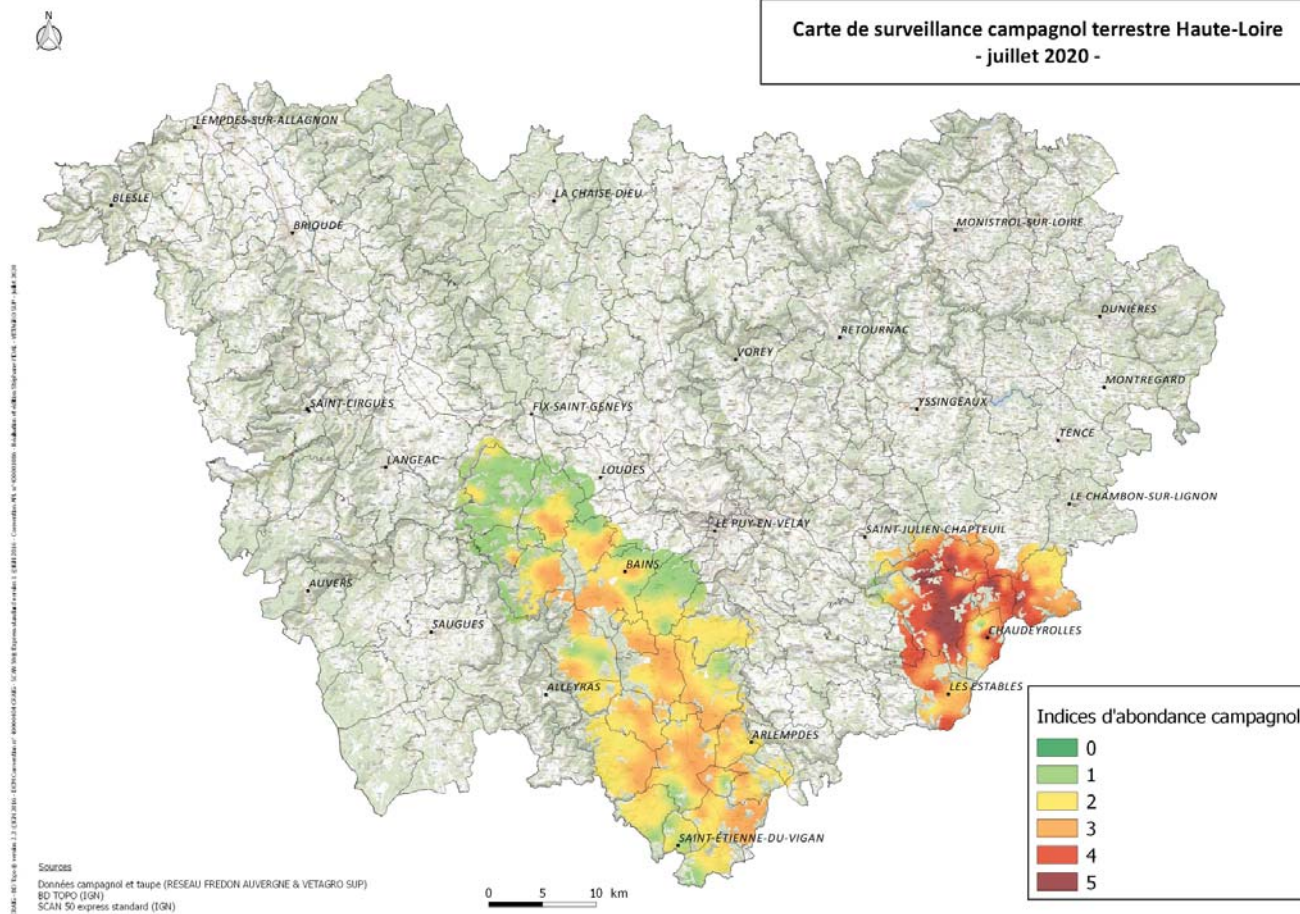 N
Carte de surveillance campagnol terrestre Haute-Loire
- juillet 2020 -
LEMPDES-SUR-ALLAGNON
BLESLE
BRIOUDE
LA CHAISE-DIEU
MONISTROL-SUR-LOIRE
DUNIÈRES
RETOURNAC
VOREY
MONTREGARD
SAINT-CIRGUES
FIX-SAINT-GENEYS
YSSINGEAUX
TENCE
LANGEAC
LOUDES
LE CHAMBON-SUR-LIGNON
LE PUY-EN-VELAY
SAINT-JULIEN-CHAPTEUIL
BAINS
AUVERS
SAUGUES
CHAUDEYROLLES
ALLEYRAS
LES ESTABLES
ARLEMPDES
SAINT-ÉTIENNE-DU-VIGAN
Indices d'abondance campagnol
0
1
2
3
4
5
Sources
Données campagnol et taupe (RESEAU FREDON AUVERGNE & VETAGRO SUP)
BD TOPO (IGN)
SCAN 50 express standard (IGN)
0 5 10 km